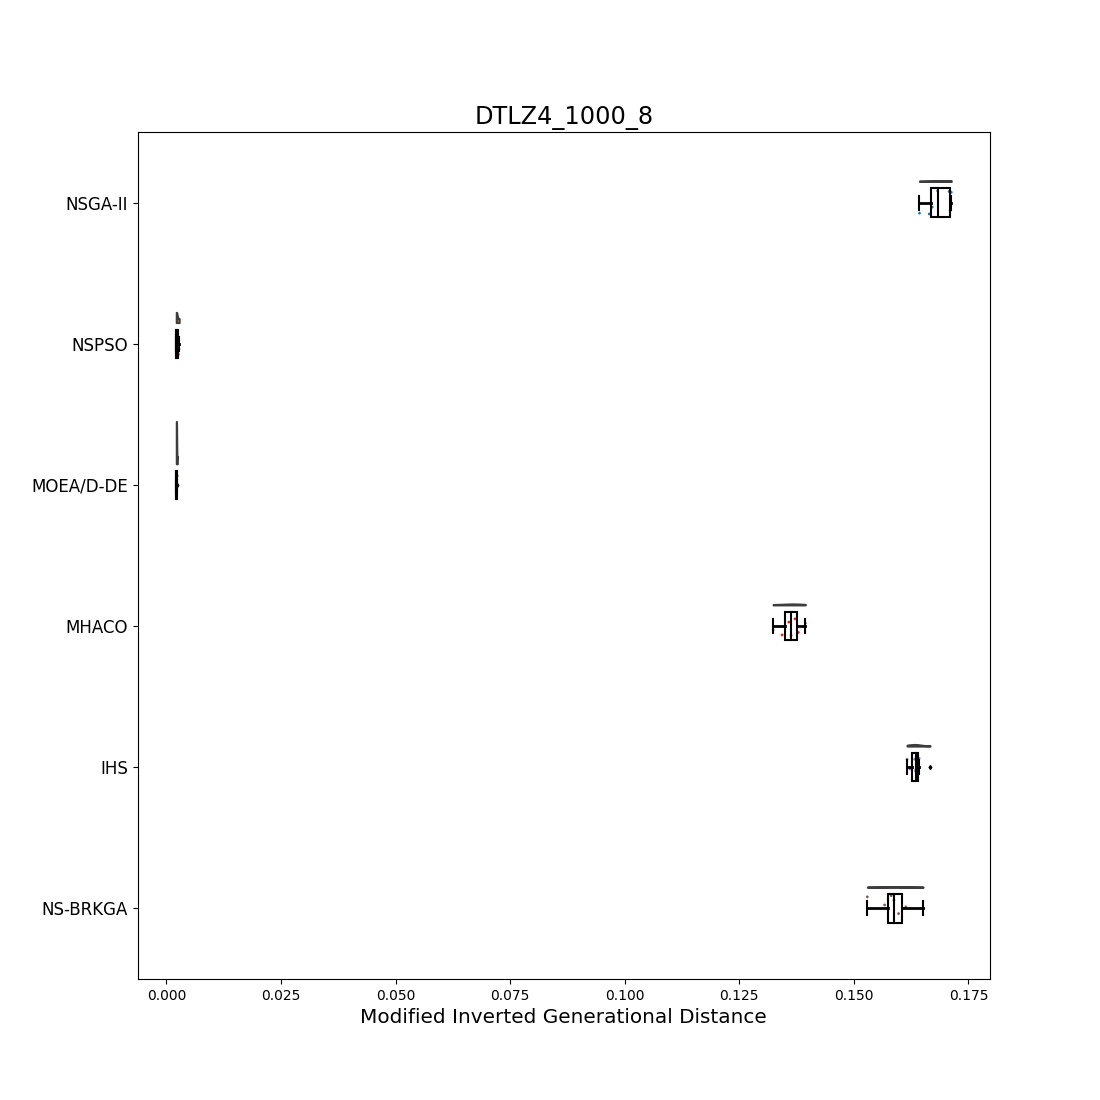 DTLZ4_1000_8
NSGA-II
NSPSO
MOEA/D-DE
MHACO
IHS
NS-BRKGA
0.000 0.025 0.050 0.075 0.100 0.125 0.150 0.175
Modified Inverted Generational Distance